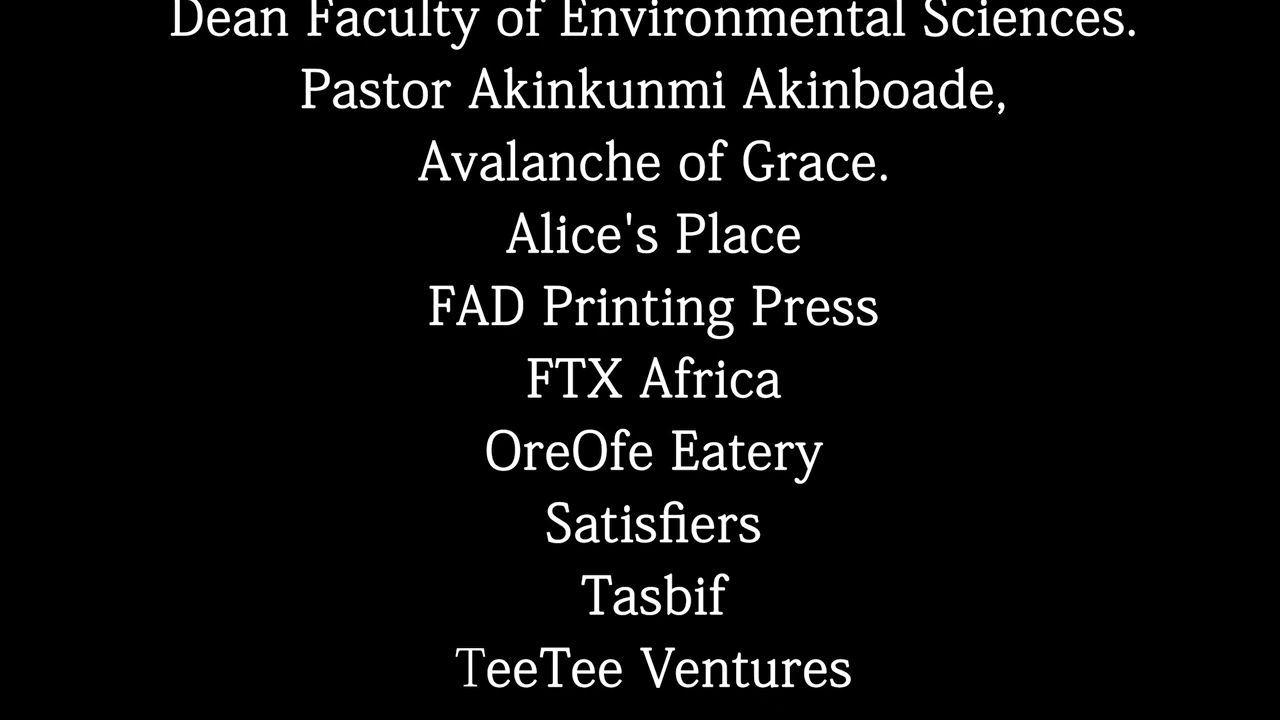 Dean Faculty of Environmental Sciences.
Pastor Akinkunmi Akinboade,
Avalanche of Grace.
Alice's Place
FAD Printing Press
FTX Africa
OreOfe Eatery
Satisfiers
Tasbif
TeeTee Ventures